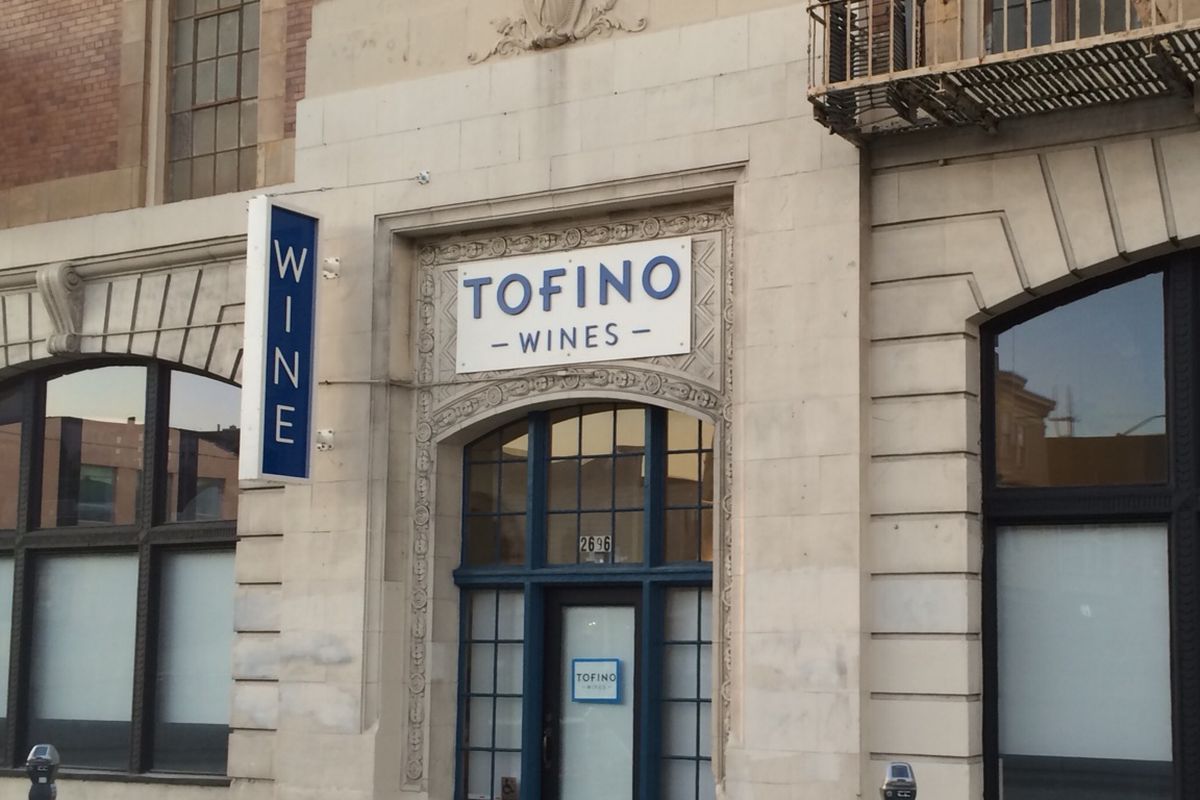 WINE
TOFINO
- WINES -
2696
TOFINO
- WINES -